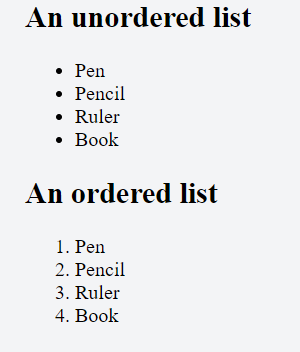 An unordered list
• Pen
• Pencil
• Ruler
• Book
An ordered list
1. Pen
2. Pencil
3. Ruler
4. Book